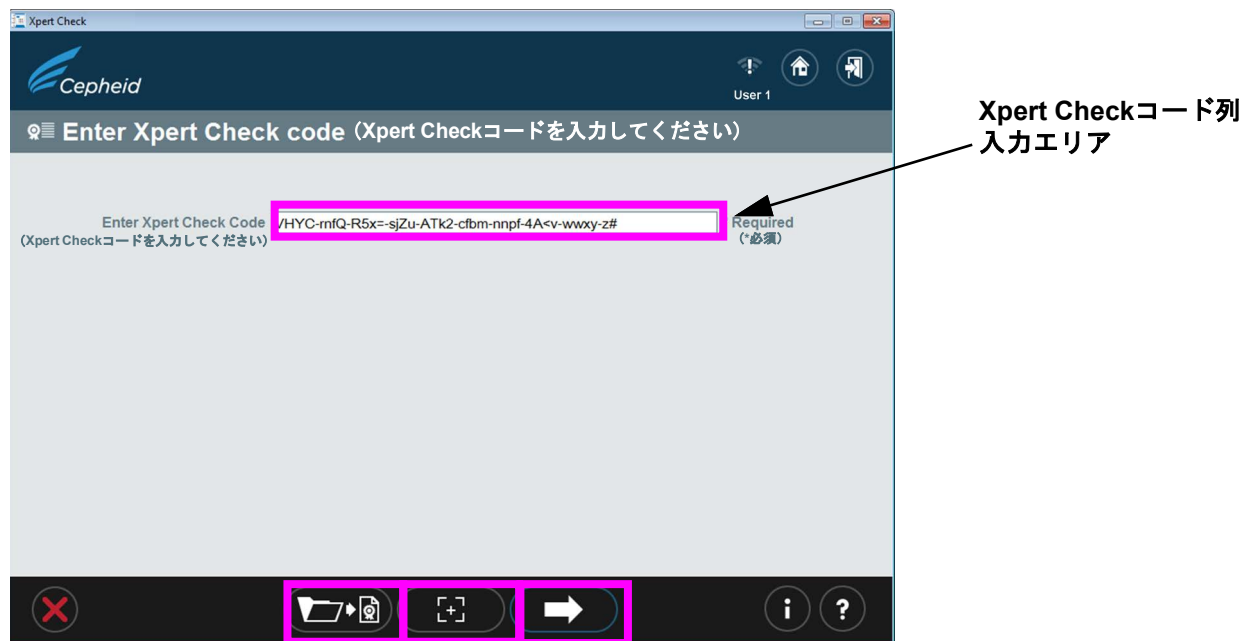 Xpert Check
Cepheid
User 1
Enter Xpert Check code (Xpert Checkコードを入力してください)
Xpert Checkコード列
入力エリア
Enter Xpert Check Code
(Xpert Checkコードを入力してください)
/HYC-rnfQ-R5x=-sjZu-ATk2-cfbm-nnpf-4A<v-wwxy-z#
Required
(*必須)
i
?